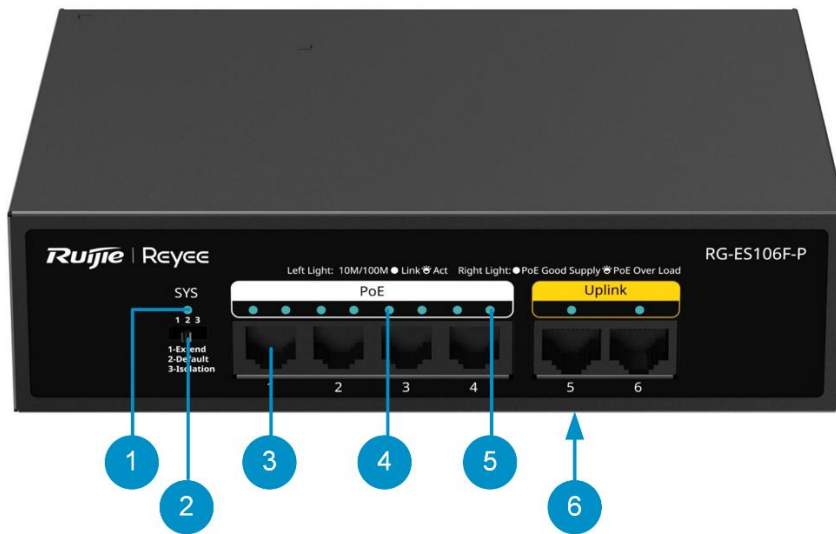 Ruijie | Reyee
RG-ES106F-P
Left Light: 10M/100M ● Link Act Right Light: ● PoE Good Supply PoE Over Load
SYS
PoE
Uplink
1 2 3
1-Extend
2-Default
3-Isolation
1 2 3 4 5 6
1 2 3 4 5 6